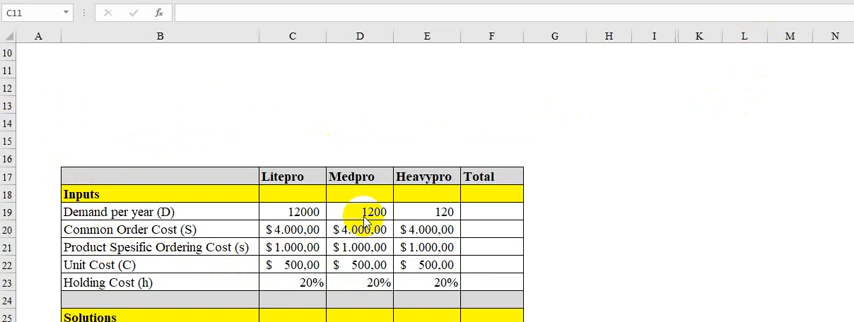 C11 fx
A B C D E F G H I K L M N
10
11
12
13
14
15
16
17 Litepro Medpro Heavypro Total
18 Inputs
19 Demand per year (D) 12000 1200 120
20 Common Order Cost (S) $ 4.000,00 $ 4.000,00 $ 4.000,00
21 Product Spesific Ordering Cost (s) $ 1.000,00 $ 1.000,00 $ 1.000,00
22 Unit Cost (C) $ 500,00 $ 500,00 $ 500,00
23 Holding Cost (h) 20% 20% 20%
24
25 Solutions